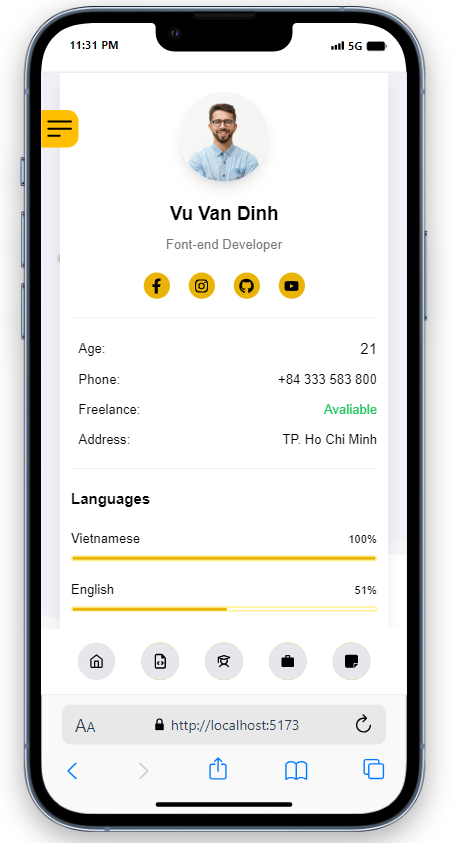 11:31 PM 5G
Vu Van Dinh
Font-end Developer
Age: 21
Phone: +84 333 583 800
Freelance: Avaliable
Address: TP. Ho Chi Minh
Languages
Vietnamese 100%
English 51%
AA http://localhost:5173